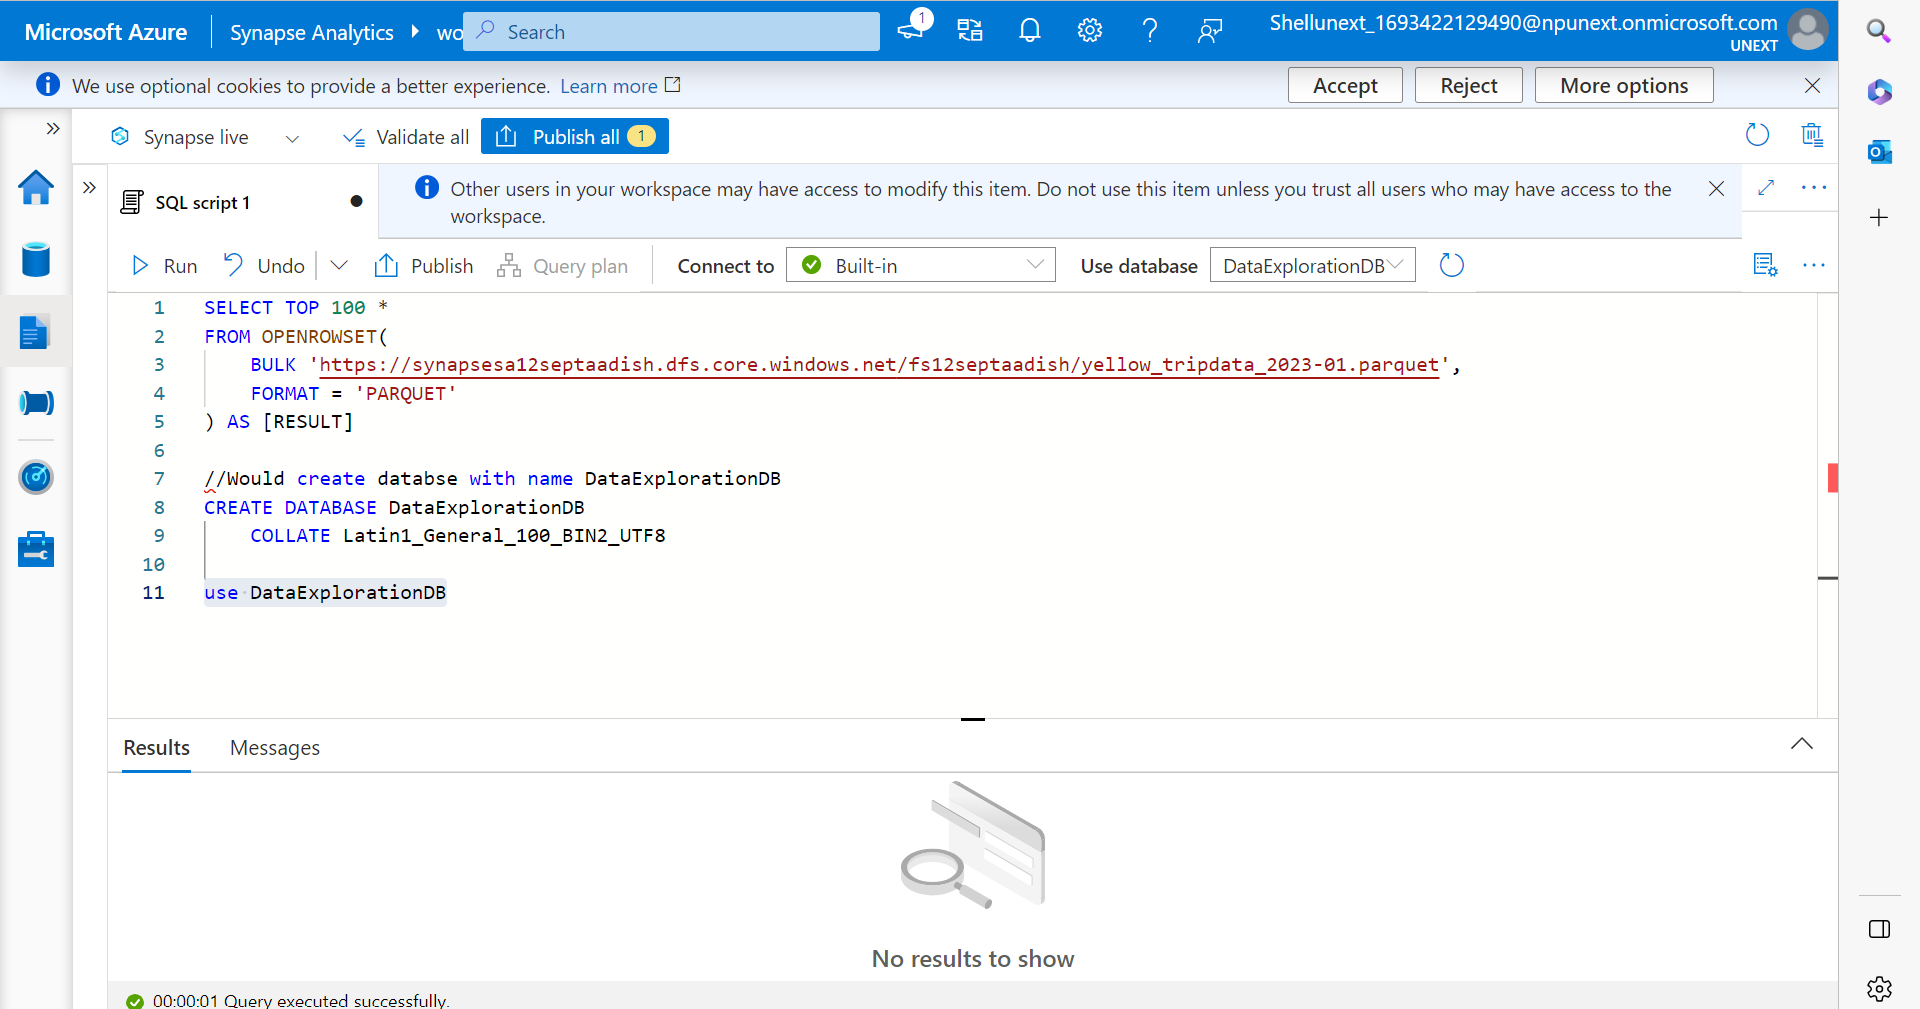 Microsoft Azure
Synapse Analytics
wo
Search
1
Shellunext_1693422129490@npunext.onmicrosoft.com
UNEXT
We use optional cookies to provide a better experience. Learn more
Accept
Reject
More options
Synapse live
Validate all
Publish all 1
SQL script 1
Other users in your workspace may have access to modify this item. Do not use this item unless you trust all users who may have access to the
workspace.
Run
Undo
Publish
Query plan
Connect to
Built-in
Use database
DataExplorationDB
1 SELECT TOP 100 *
2 FROM OPENROWSET(
3 BULK 'https://synapsesa12septaadish.dfs.core.windows.net/fs12septaadish/yellow_tripdata_2023-01.parquet',
4 FORMAT = 'PARQUET'
5 ) AS [RESULT]
6
7 //Would create databse with name DataExplorationDB
8 CREATE DATABASE DataExplorationDB
9 COLLATE Latin1_General_100_BIN2_UTF8
10
11 use DataExplorationDB
Results
Messages
No results to show
00:00:01 Query executed successfully.